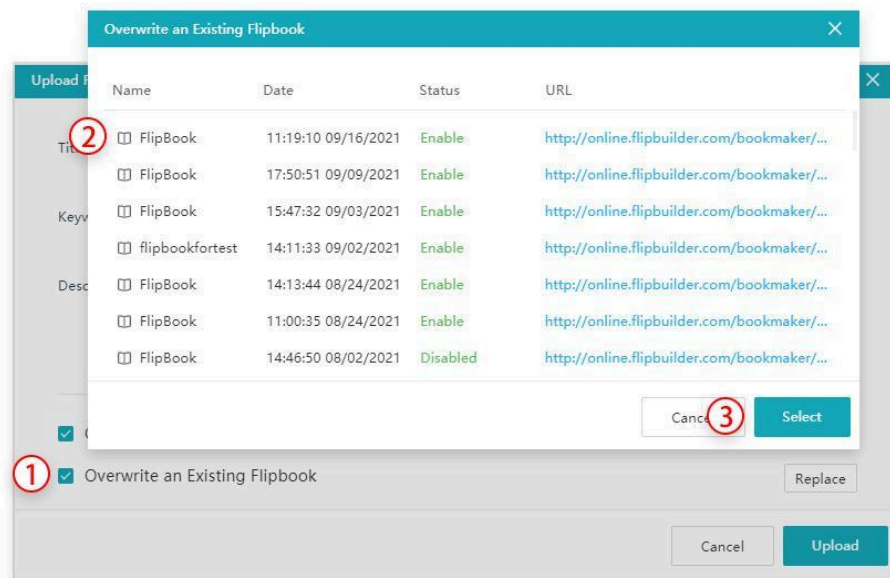 Overwrite an Existing Flipbook
Upload F
Name Date Status URL
2 FlipBook 11:19:10 09/16/2021 Enable http://online.flipbuilder.com/bookmaker/...
Tit
FlipBook 17:50:51 09/09/2021 Enable http://online.flipbuilder.com/bookmaker/...
Keyw FlipBook 15:47:32 09/03/2021 Enable http://online.flipbuilder.com/bookmaker/...
flipbookfortest 14:11:33 09/02/2021 Enable http://online.flipbuilder.com/bookmaker/...
Desc FlipBook 14:13:44 08/24/2021 Enable http://online.flipbuilder.com/bookmaker/...
FlipBook 11:00:35 08/24/2021 Enable http://online.flipbuilder.com/bookmaker/...
FlipBook 14:46:50 08/02/2021 Disabled http://online.flipbuilder.com/bookmaker/...
Cance 3 Select
1 Overwrite an Existing Flipbook Replace
Cancel Upload